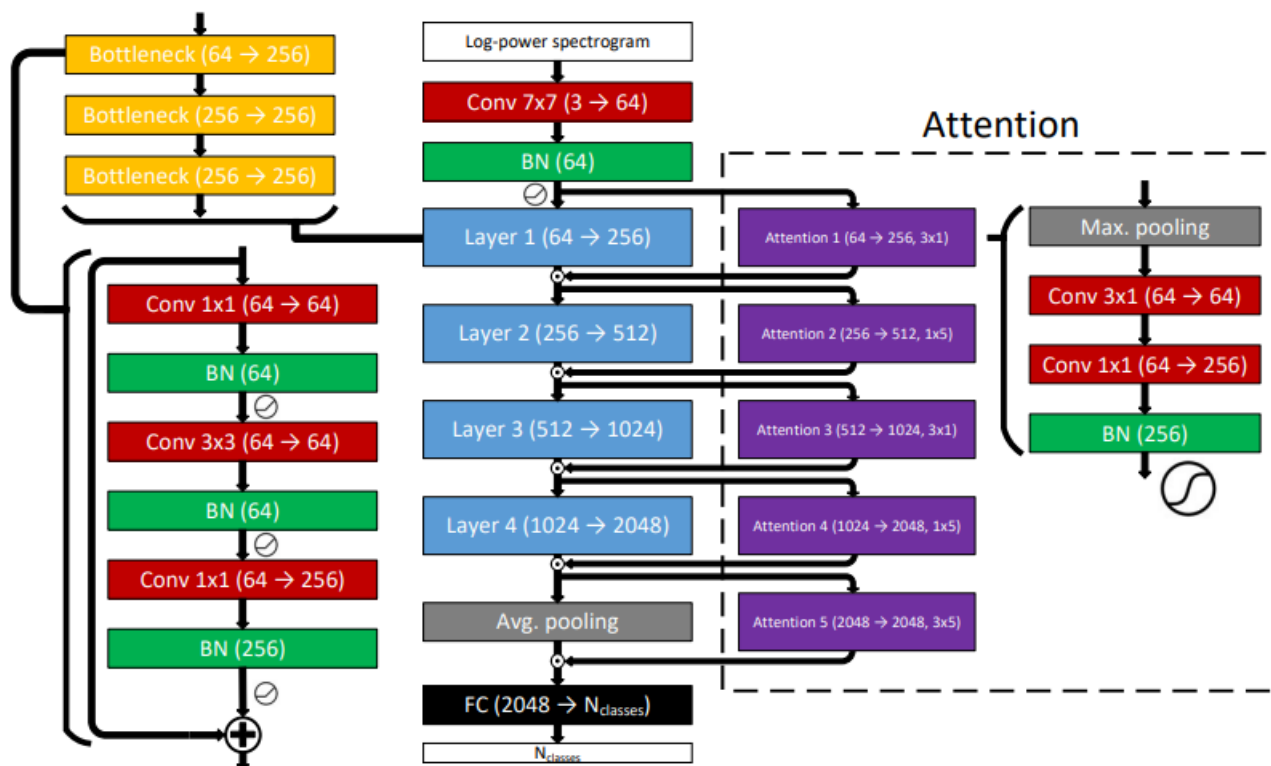 Bottleneck (64 → 256)
Bottleneck (256 → 256)
Bottleneck (256 → 256)
Conv 1x1 (64 → 64)
BN (64)
Conv 3x3 (64 → 64)
BN (64)
Conv 1x1 (64 → 256)
BN (256)
Log-power spectrogram
Conv 7x7 (3 → 64)
BN (64)
Layer 1 (64 → 256)
Layer 2 (256 → 512)
Layer 3 (512 → 1024)
Layer 4 (1024 → 2048)
Avg. pooling
FC (2048 → Nclasses)
Nclasses
Attention
Attention 1 (64 → 256, 3x1)
Attention 2 (256 → 512, 1x5)
Attention 3 (512 → 1024, 3x1)
Attention 4 (1024 → 2048, 1x5)
Attention 5 (2048 → 2048, 3x5)
Max. pooling
Conv 3x1 (64 → 64)
Conv 1x1 (64 → 256)
BN (256)